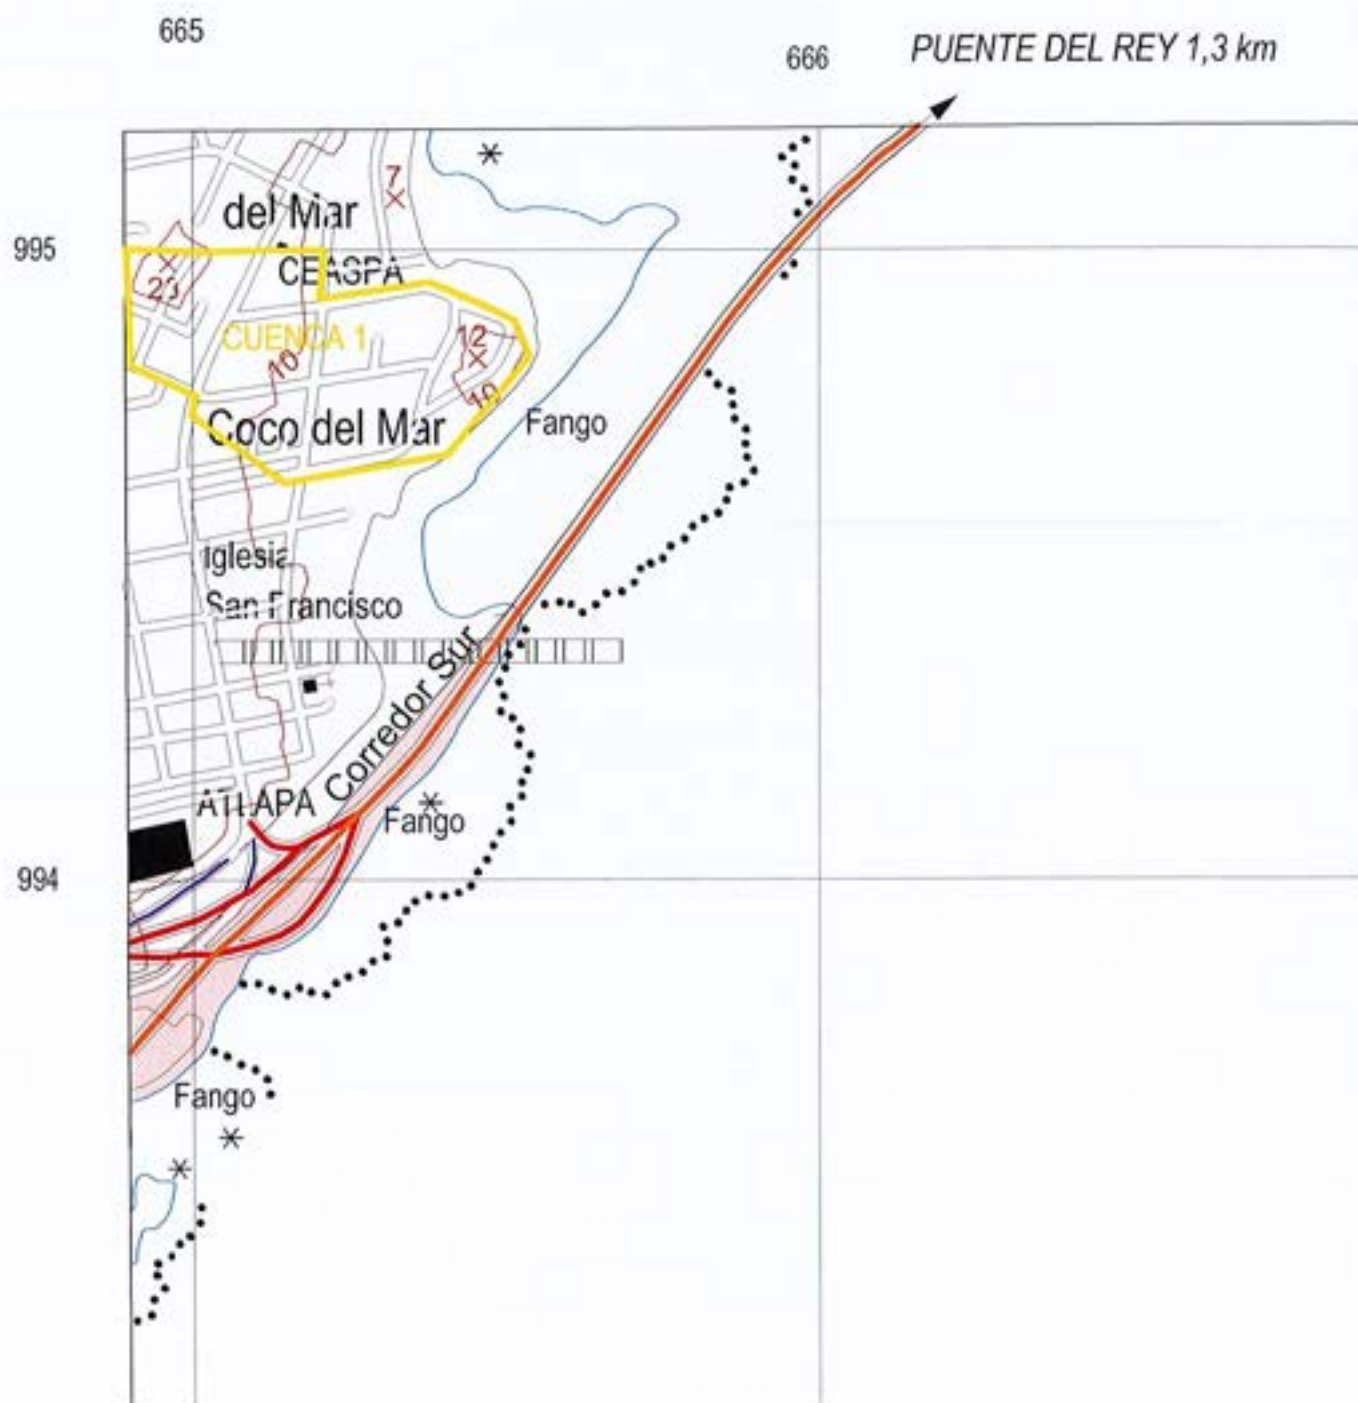 665
666
PUENTE DEL REY 1,3 km
7
del Mar
995
CEASPA
CUENCA 1
12
10
10
Coco del Mar
Fango
Iglesia
San Francisco
Corredor Sur
ATLAPA
Fango
994
Fango